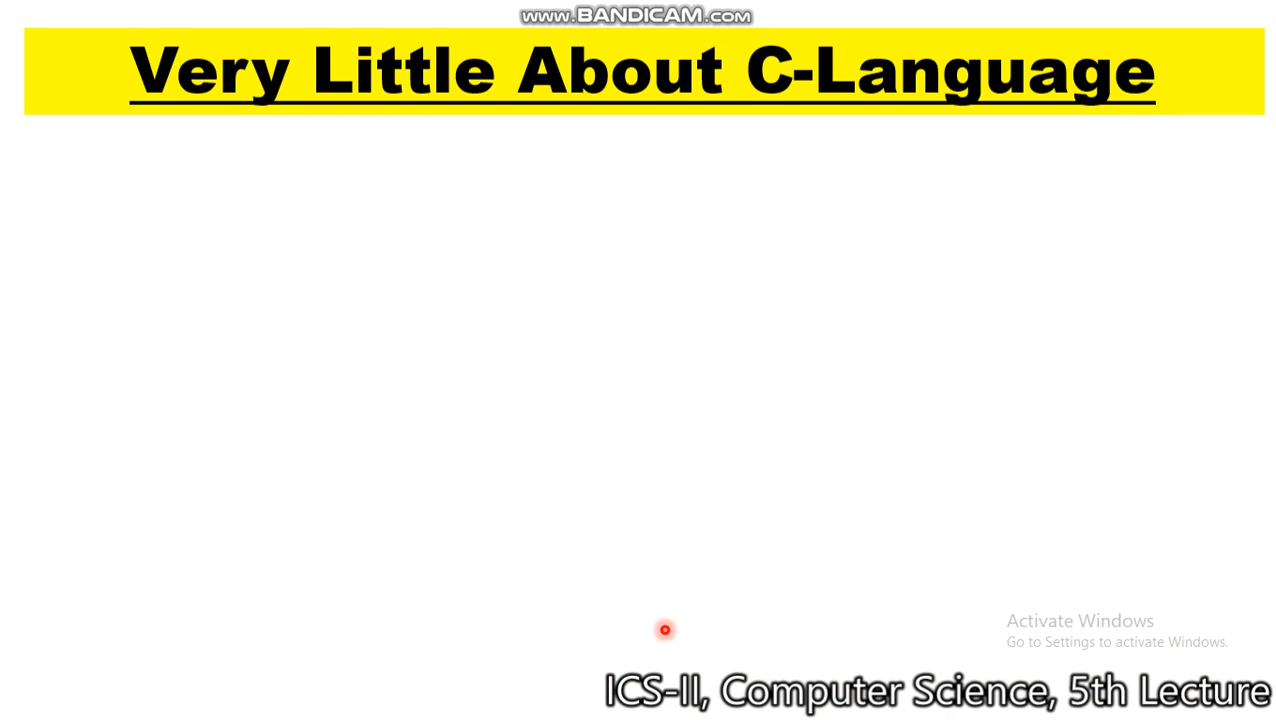 www.BANDICAM.com
Very Little About C-Language
Activate Windows
Go to Settings to activate Windows.
ICS-II, Computer Science, 5th Lecture